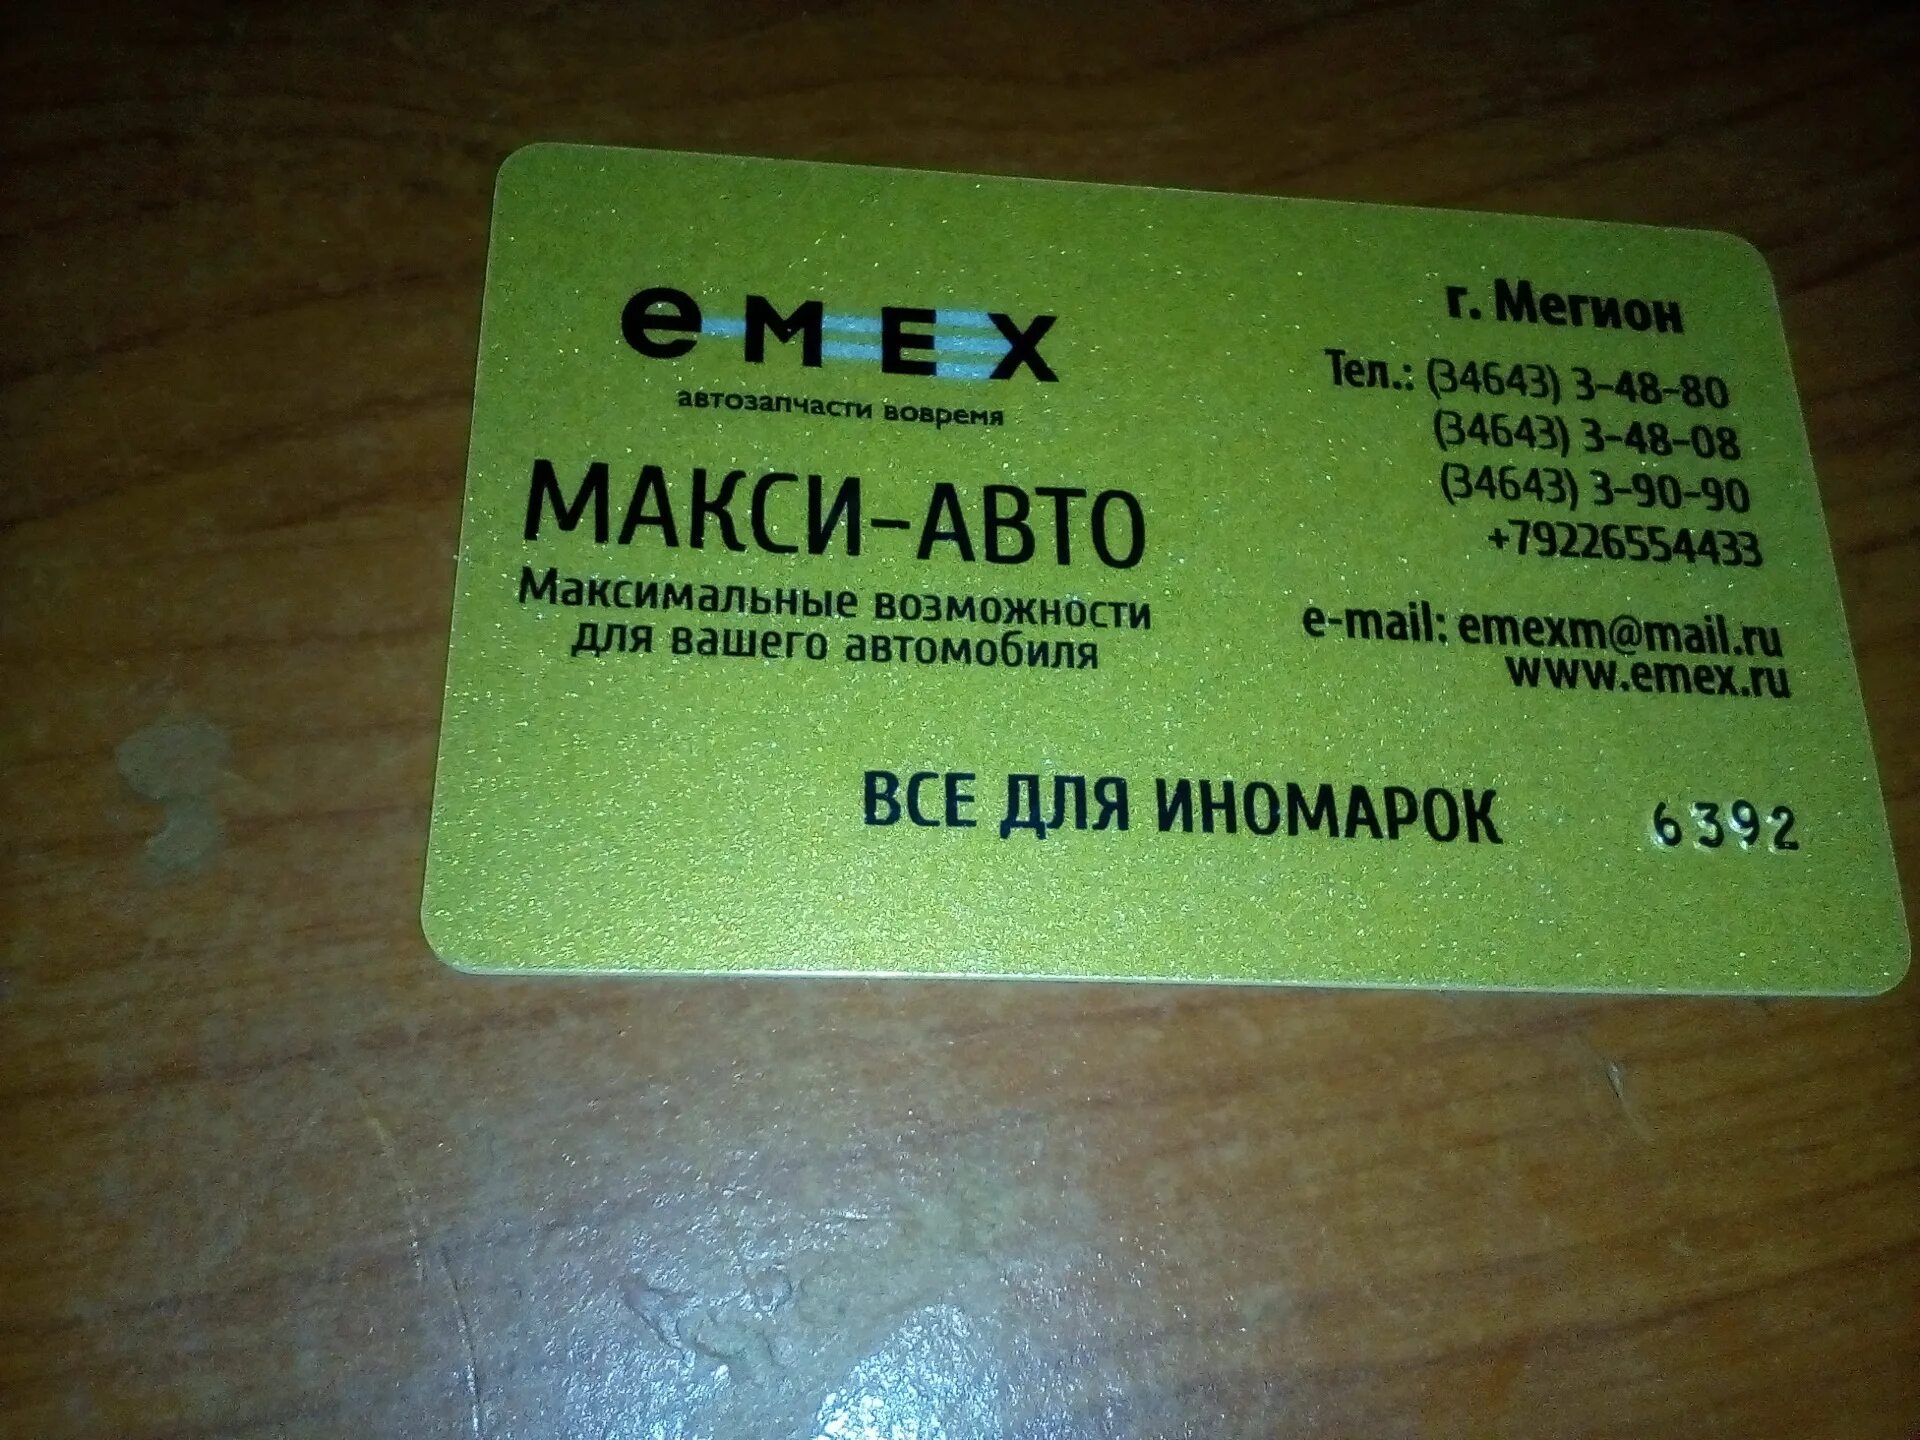 eMEX
автозапчасти вовремя
МАКСИ-АВТО
Максимальные возможности
для вашего автомобиля
г. Мегион
Тел.: (34643) 3-48-80
(34643) 3-48-08
(34643) 3-90-90
+79226554433
e-mail: emexm@mail.ru
www.emex.ru
ВСЕ ДЛЯ ИНОМАРОК
6392